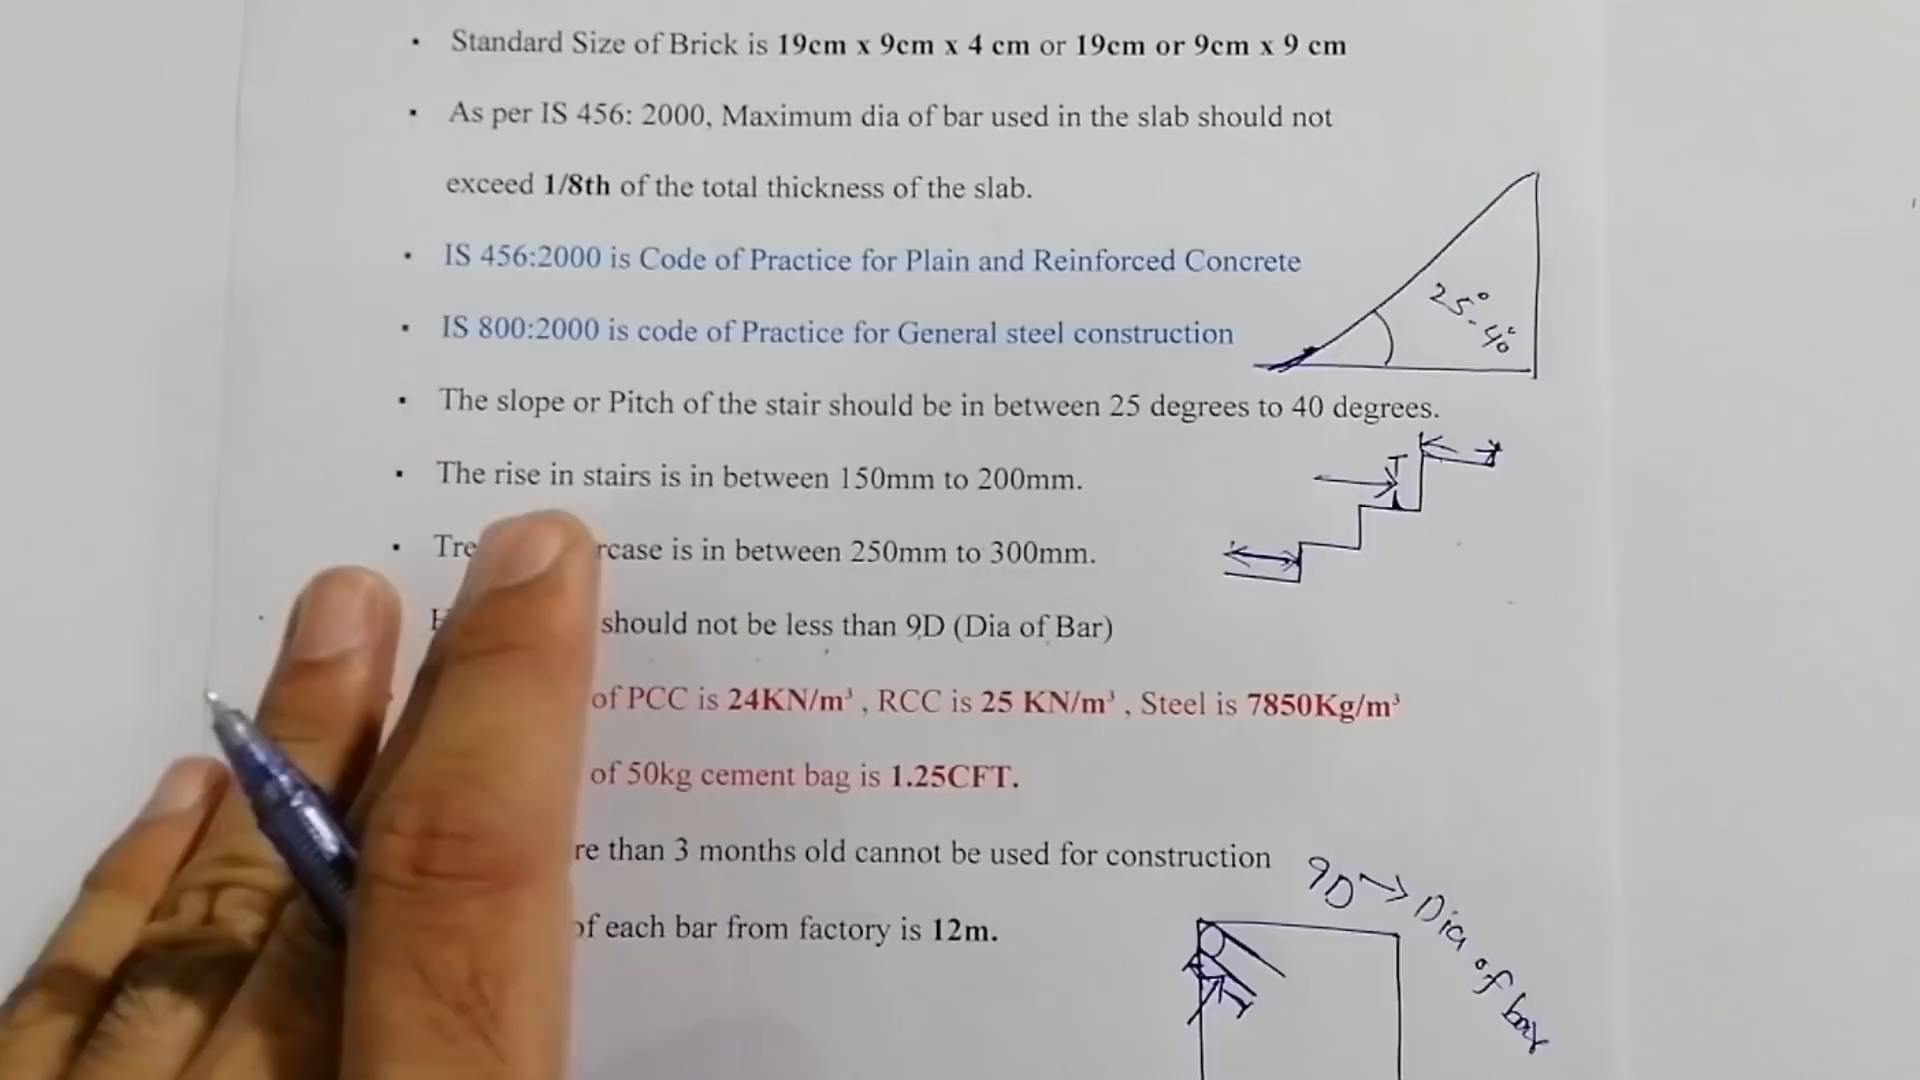 Standard Size of Brick is 19cm x 9cm x 4 cm or 19cm or 9cm x 9 cm
As per IS 456: 2000, Maximum dia of bar used in the slab should not
exceed 1/8th of the total thickness of the slab.
IS 456:2000 is Code of Practice for Plain and Reinforced Concrete
IS 800:2000 is code of Practice for General steel construction
25° - 40°
The slope or Pitch of the stair should be in between 25 degrees to 40 degrees.
The rise in stairs is in between 150mm to 200mm.
T
case is in between 250mm to 300mm.
should not be less than 9D (Dia of Bar)
of PCC is 24KN/m³ , RCC is 25 KN/m³ , Steel is 7850Kg/m³
of 50kg cement bag is 1.25CFT.
than 3 months old cannot be used for construction
9D → Dia of bar
of each bar from factory is 12m.